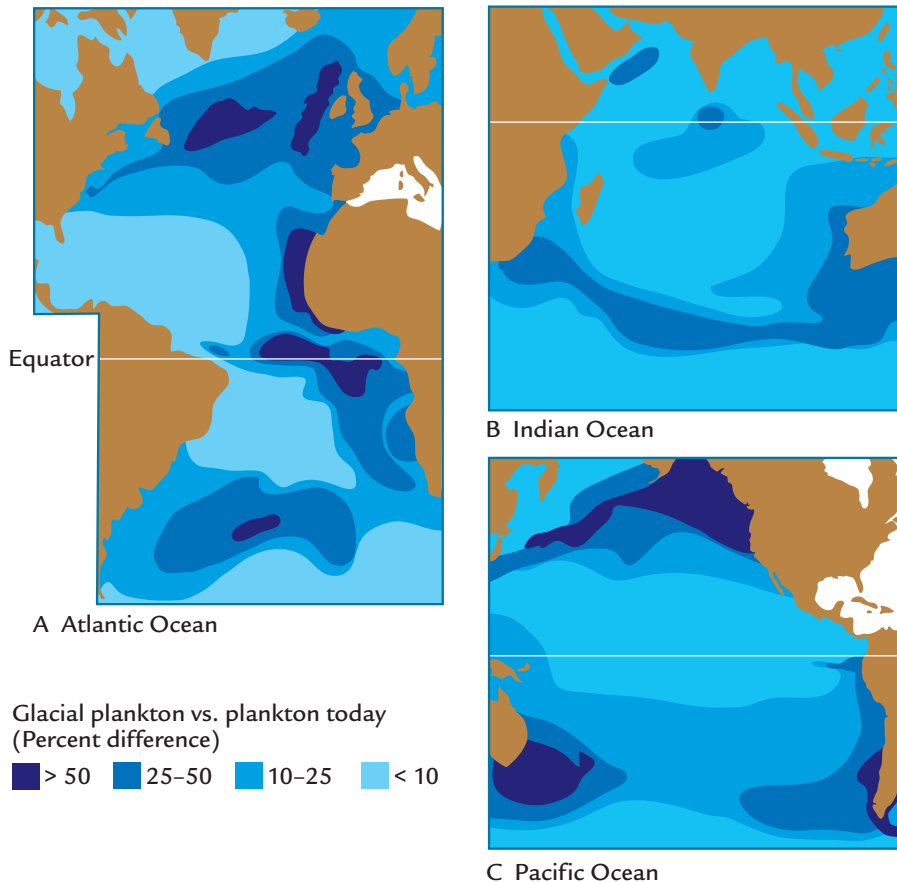 Equator
A Atlantic Ocean
B Indian Ocean
C Pacific Ocean
Glacial plankton vs. plankton today
(Percent difference)
> 50 25–50 10–25 < 10